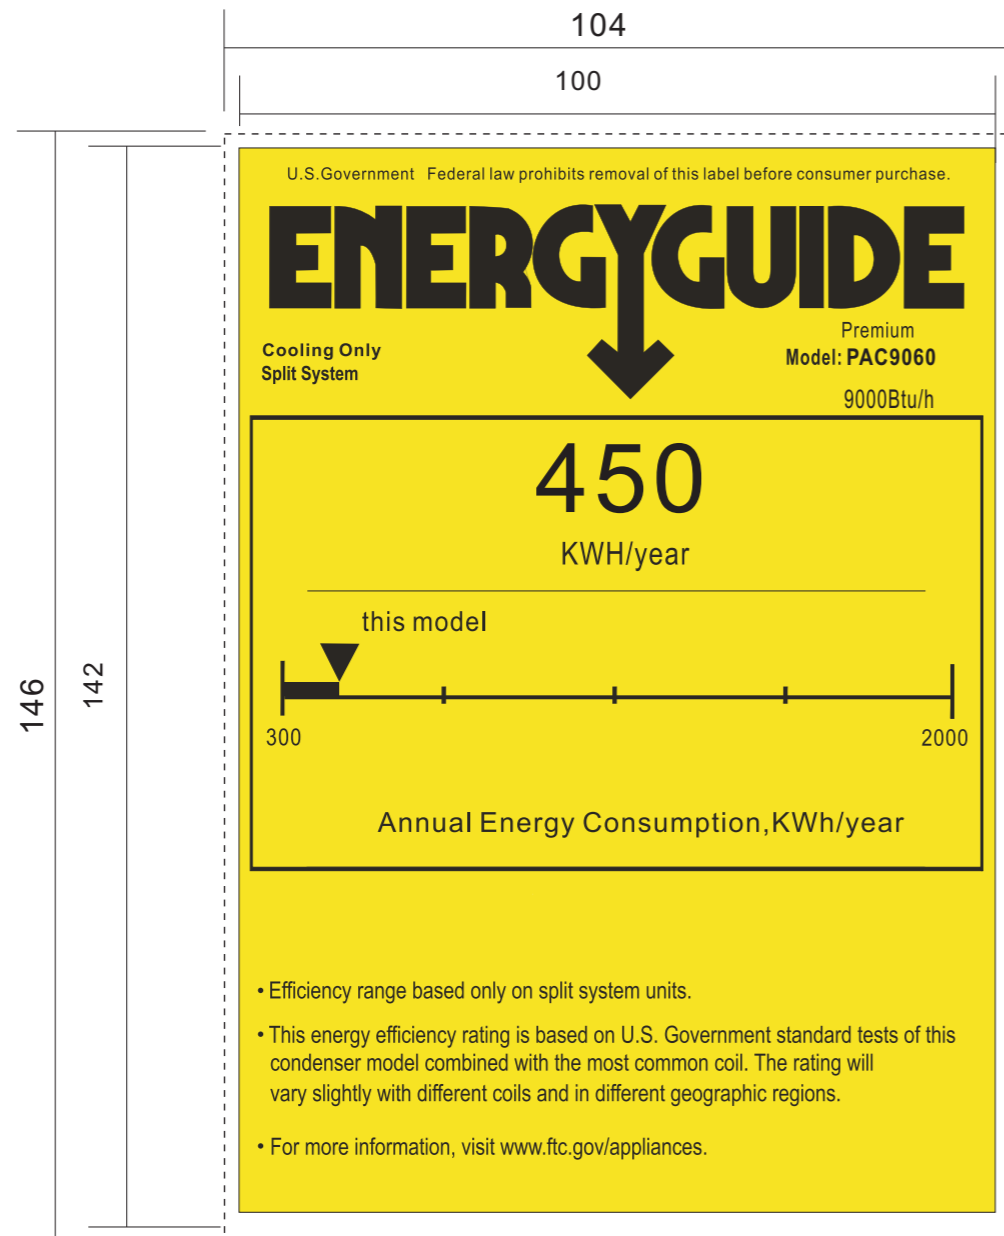 104
100
U.S.Government Federal law prohibits removal of this label before consumer purchase.
ENERGYGUIDE
Cooling Only
Split System
Premium
Model: PAC9060
9000Btu/h
450
KWH/year
this model
300
2000
Annual Energy Consumption,KWh/year
146
142
• Efficiency range based only on split system units.
• This energy efficiency rating is based on U.S. Government standard tests of this
condenser model combined with the most common coil. The rating will
vary slightly with different coils and in different geographic regions.
• For more information, visit www.ftc.gov/appliances.